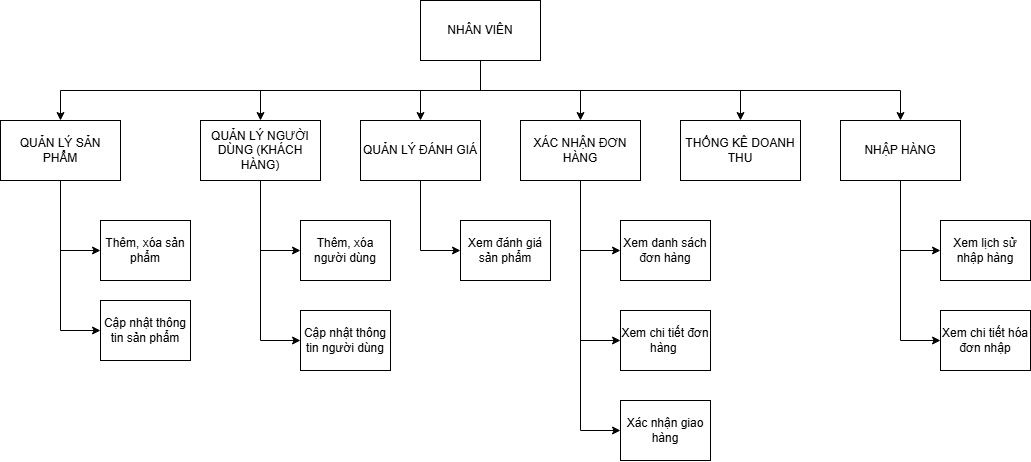 NHÂN VIÊN
QUẢN LÝ SẢN
PHẨM
QUẢN LÝ NGƯỜI
DÙNG (KHÁCH
HÀNG)
QUẢN LÝ ĐÁNH GIÁ
XÁC NHẬN ĐƠN
HÀNG
THỐNG KÊ DOANH
THU
NHẬP HÀNG
Thêm, xóa sản
phẩm
Cập nhật thông
tin sản phẩm
Thêm, xóa
người dùng
Cập nhật thông
tin người dùng
Xem đánh giá
sản phẩm
Xem danh sách
đơn hàng
Xem chi tiết đơn
hàng
Xác nhận giao
hàng
Xem lịch sử
nhập hàng
Xem chi tiết hóa
đơn nhập